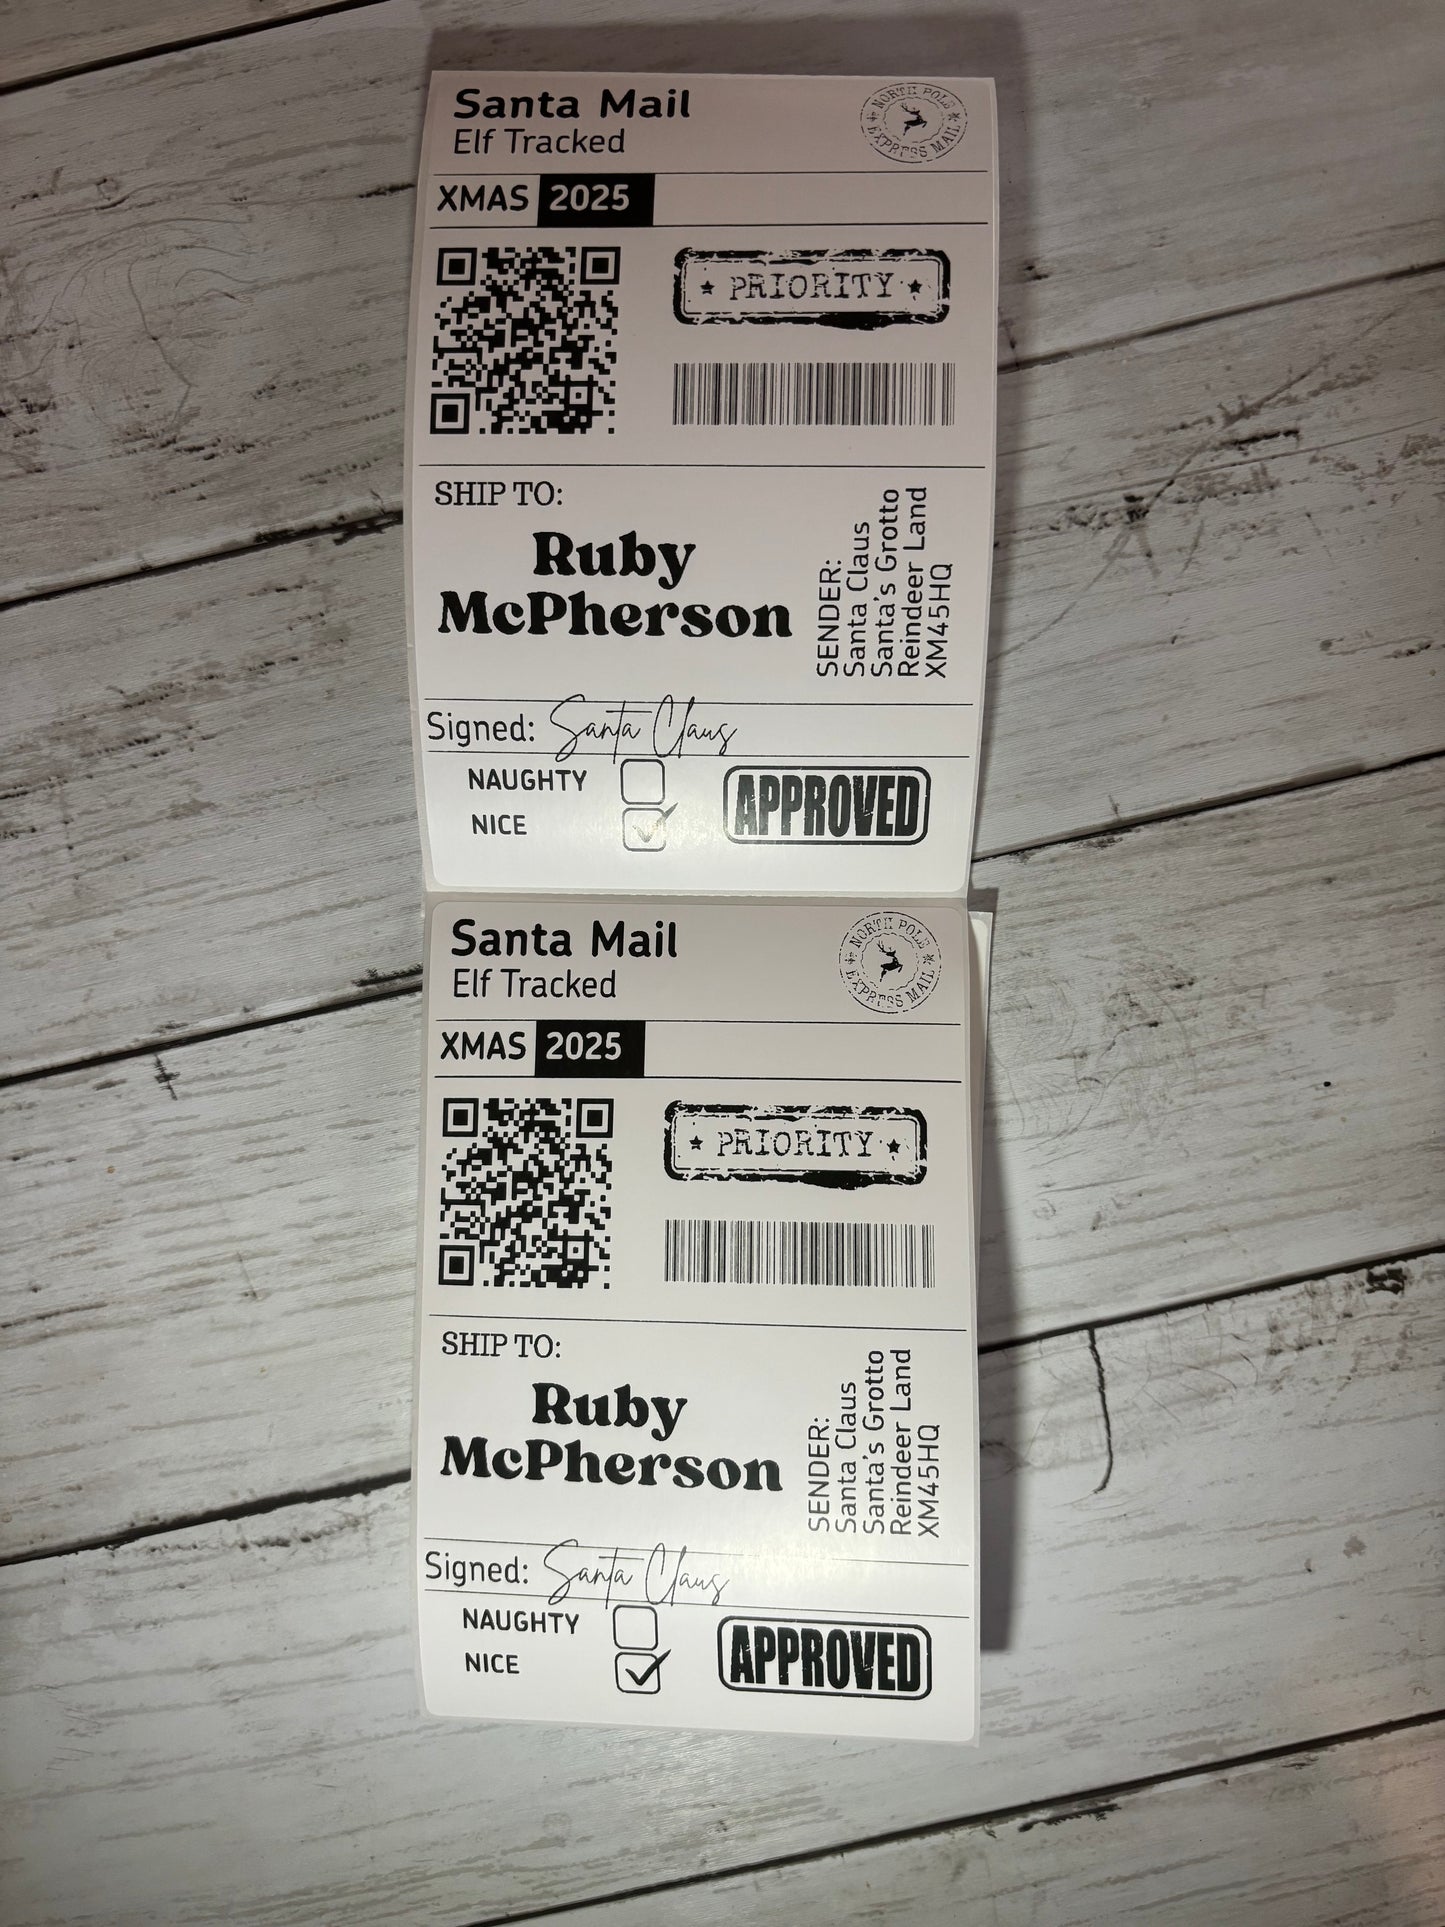 Santa Mail
Elf Tracked
NORTH POLE
EXPRESS MAIL
XMAS 2025
PRIORITY
SHIP TO:
Ruby
McPherson
SENDER:
Santa Claus
Santa's Grotto
Reindeer Land
XM45HQ
Signed: Santa Claus
NAUGHTY
NICE
APPROVED
Santa Mail
Elf Tracked
NORTH POLE
EXPRESS MAIL
XMAS 2025
PRIORITY
SHIP TO:
Ruby
McPherson
SENDER:
Santa Claus
Santa's Grotto
Reindeer Land
XM45HQ
Signed: Santa Claus
NAUGHTY
NICE
APPROVED